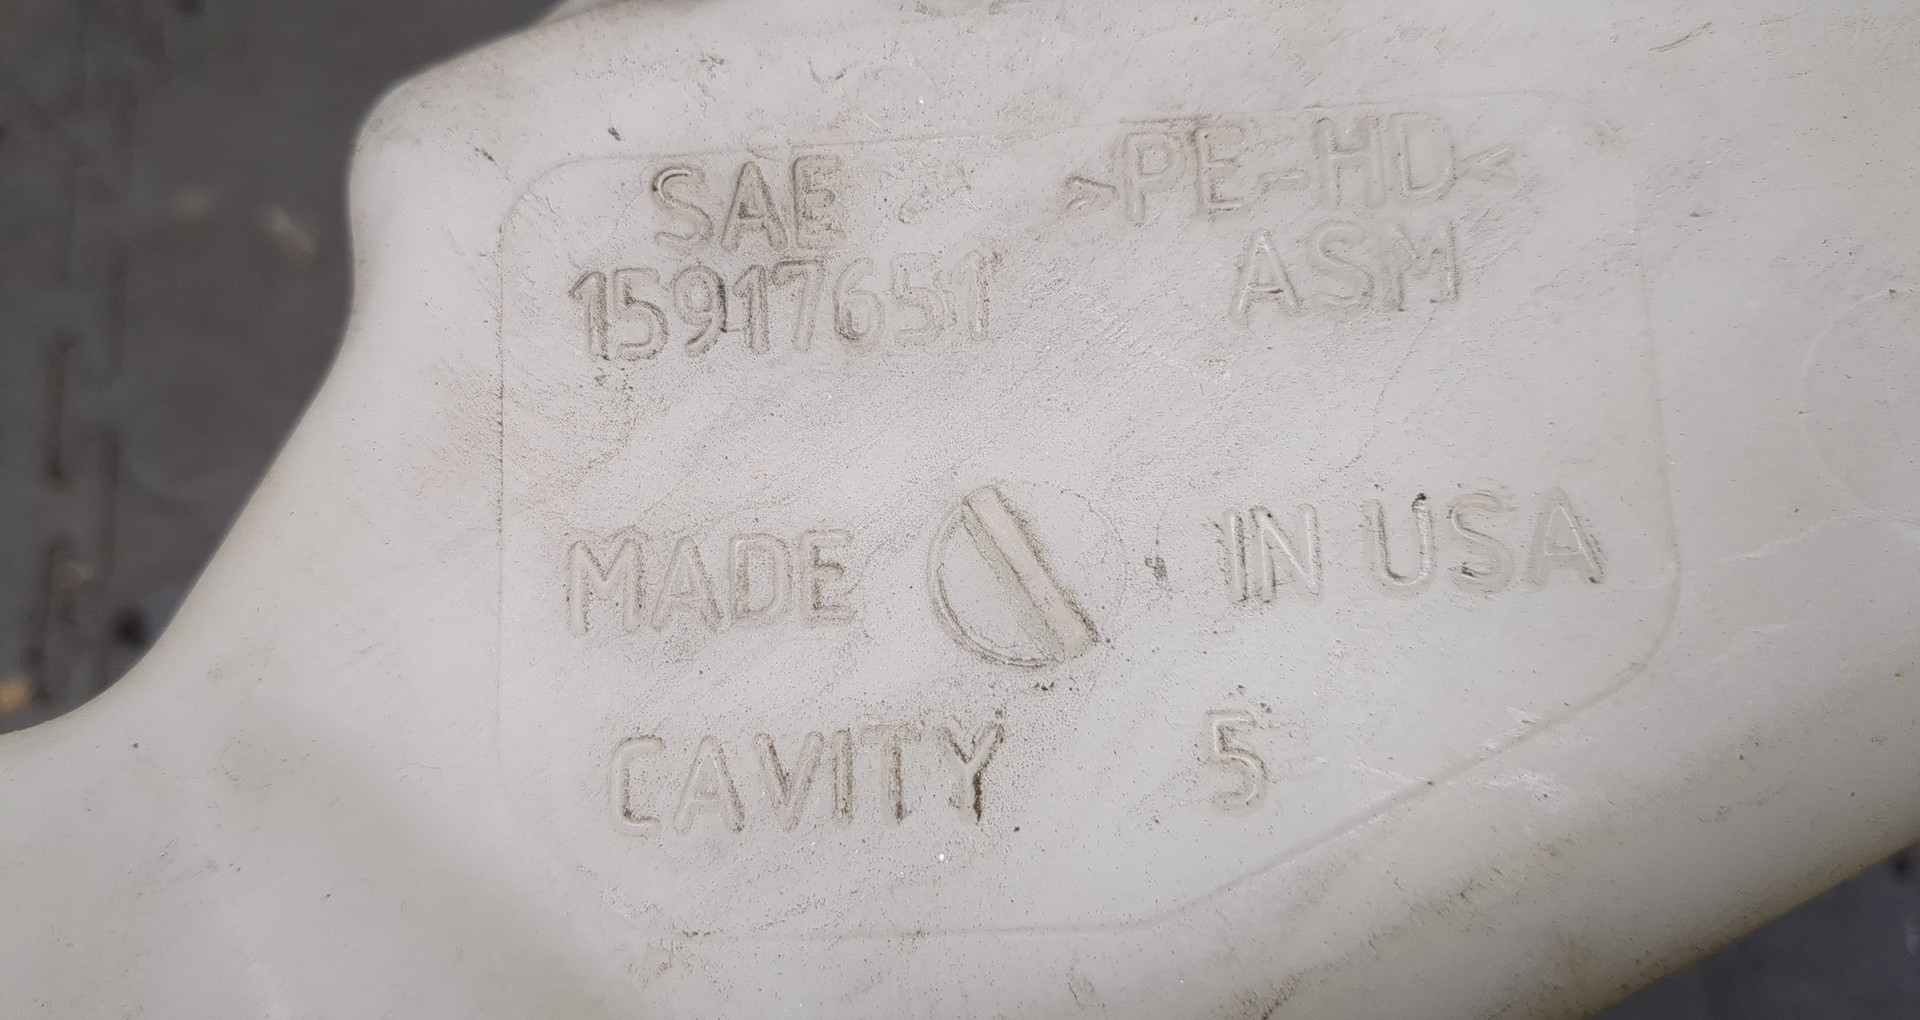 SAE >PE-HD<
15917651 ASM
MADE IN USA
CAVITY 5